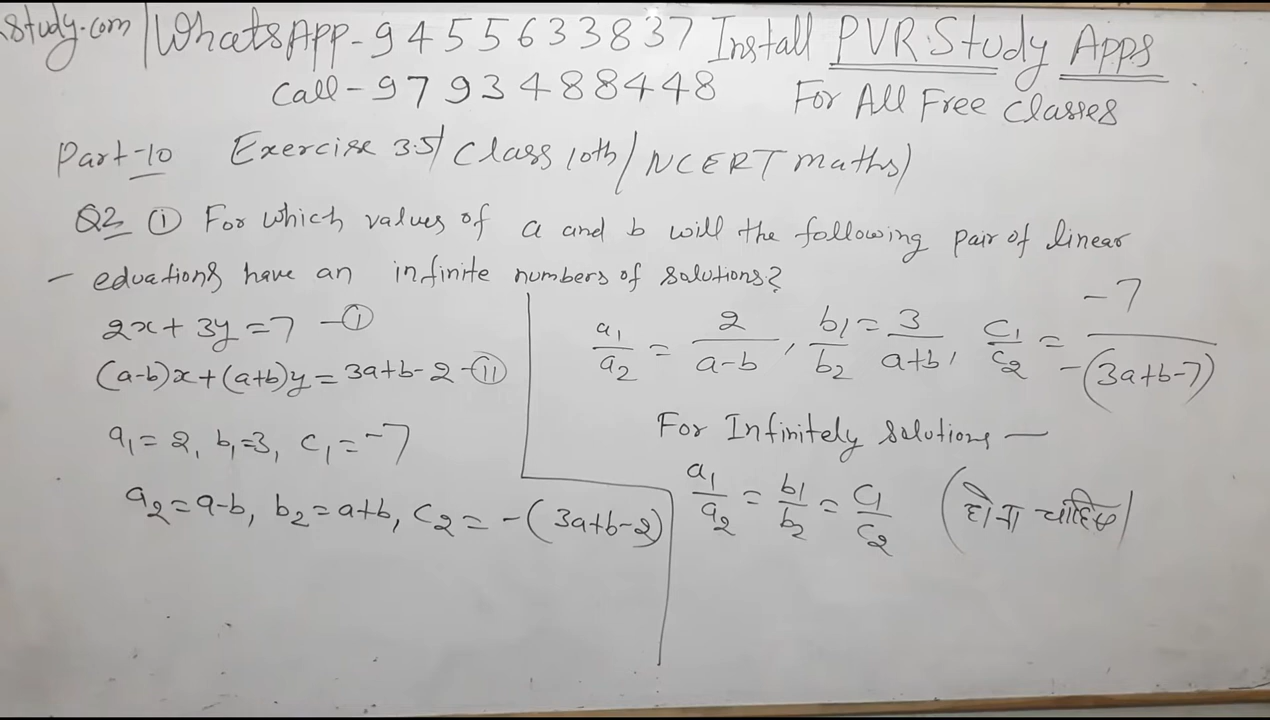 study.com | WhatsApp-9455633837 Install PVR Study Apps
Call-9793488448 For All Free Classes
Part-10 Exercise 3.5 / Class 10th / NCERT maths)
Q2 ① For which values of a and b will the following pair of linear
- eduations have an infinite numbers of solutions?
2x + 3y = 7 - ①
(a-b)x + (a+b)y = 3a+b-2 - ⑪
a₁ = 2, b₁ = 3, c₁ = -7
a₂ = a-b, b₂ = a+b, c₂ = -(3a+b-2)
a₁/a₂ = 2/(a-b), b₁/b₂ = 3/(a+b), c₁/c₂ = -7/-(3a+b-7)
For Infinitely solutions —
a₁/a₂ = b₁/b₂ = c₁/c₂ (होना चाहिए)